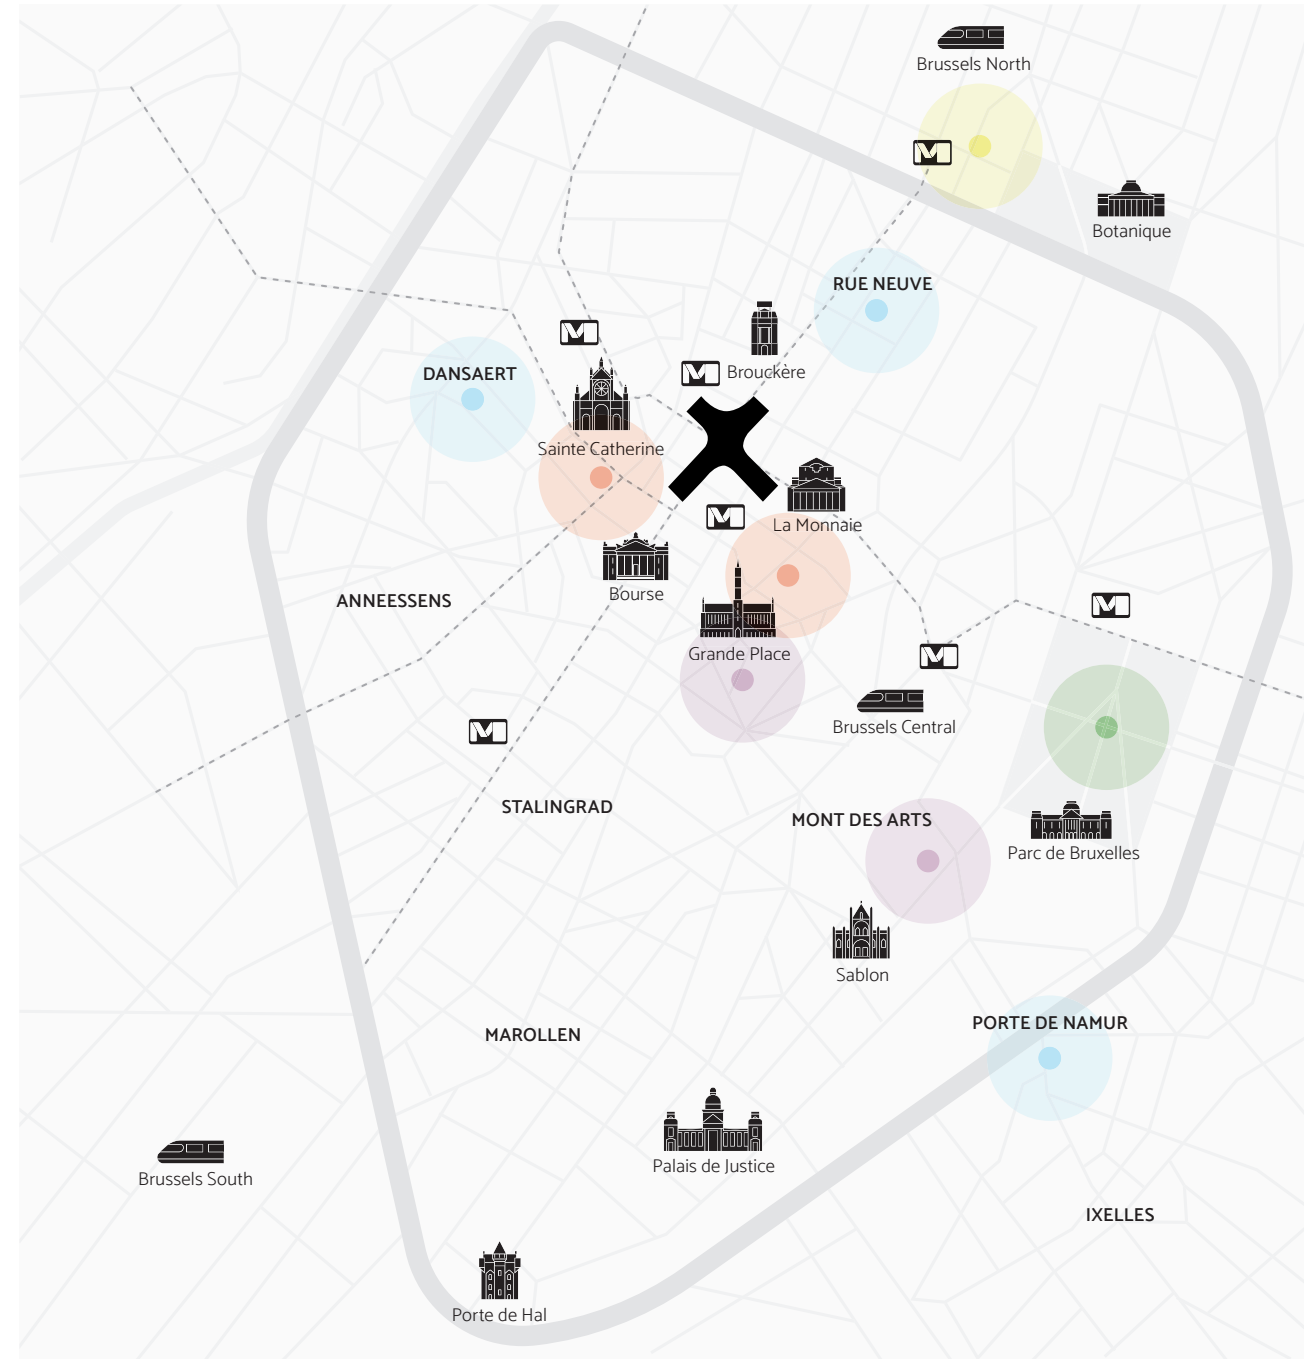 Brussels North
M
Botanique
RUE NEUVE
M
DANSAERT
M
Brouckère
Sainte Catherine
M
La Monnaie
Bourse
ANNEESSENS
M
Grande Place
M
Brussels Central
M
STALINGRAD
MONT DES ARTS
Parc de Bruxelles
Sablon
PORTE DE NAMUR
MAROLLEN
Palais de Justice
Brussels South
IXELLES
Porte de Hal